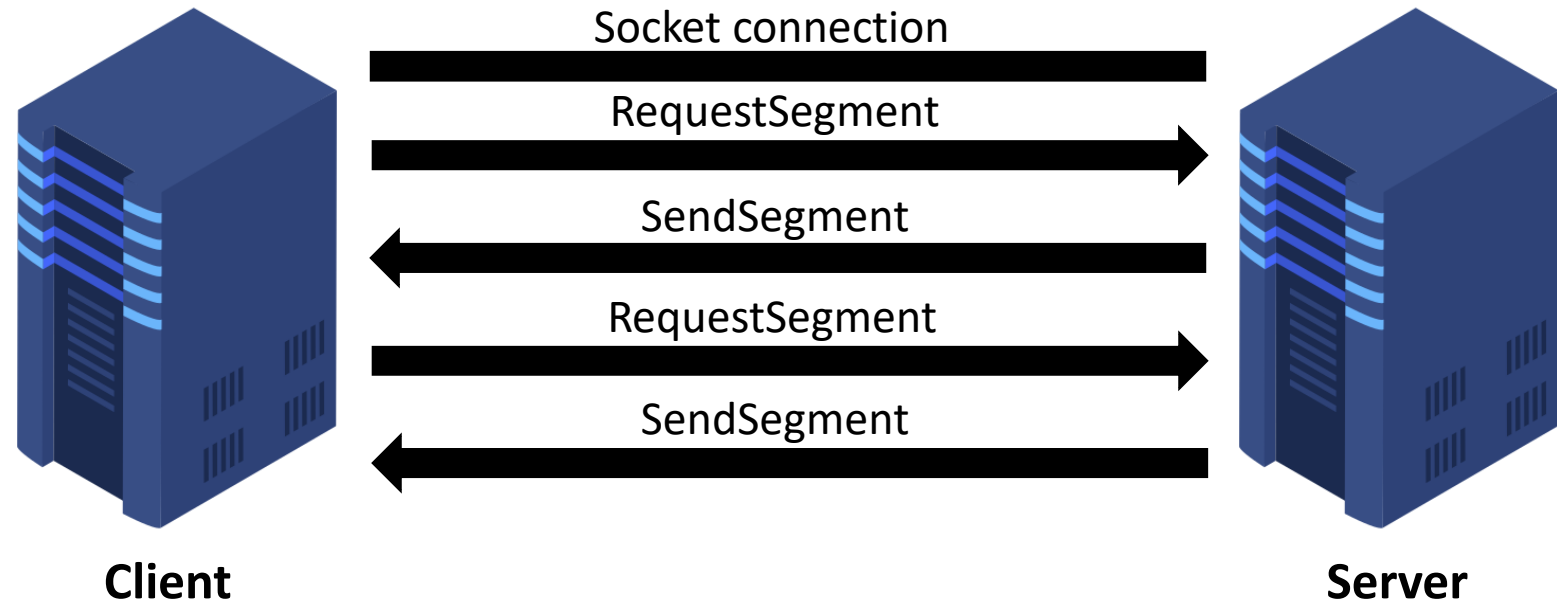 Socket connection
RequestSegment
SendSegment
RequestSegment
SendSegment
Client
Server